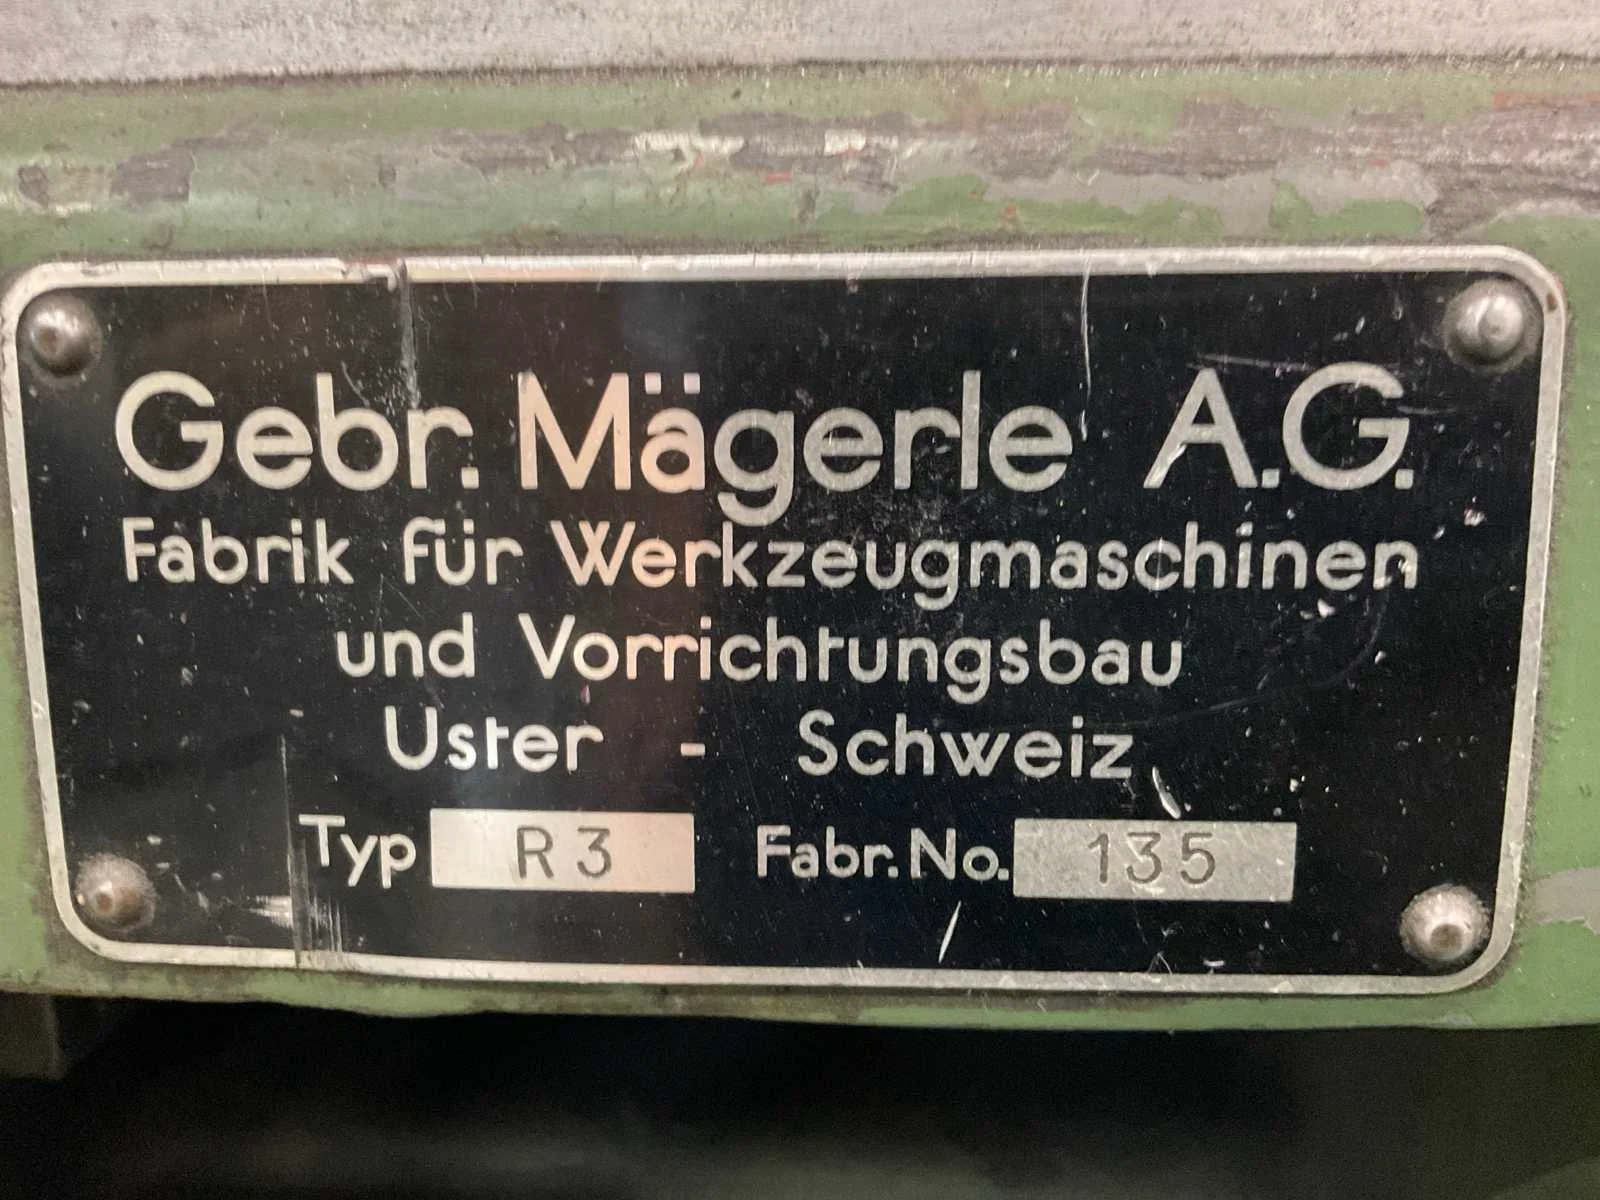 Gebr. Mägerle A.G.
Fabrik für Werkzeugmaschinen
und Vorrichtungsbau
Uster - Schweiz
Typ R3 Fabr. No. 135